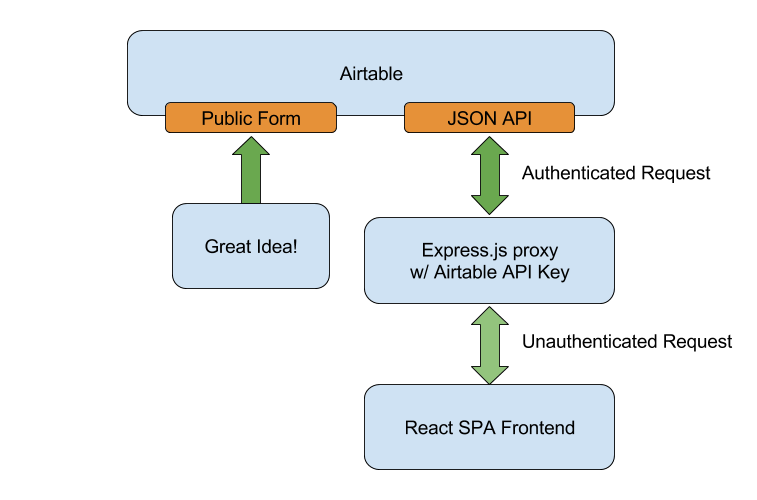 Airtable
Public Form
JSON API
Authenticated Request
Great Idea!
Express.js proxy
w/ Airtable API Key
Unauthenticated Request
React SPA Frontend